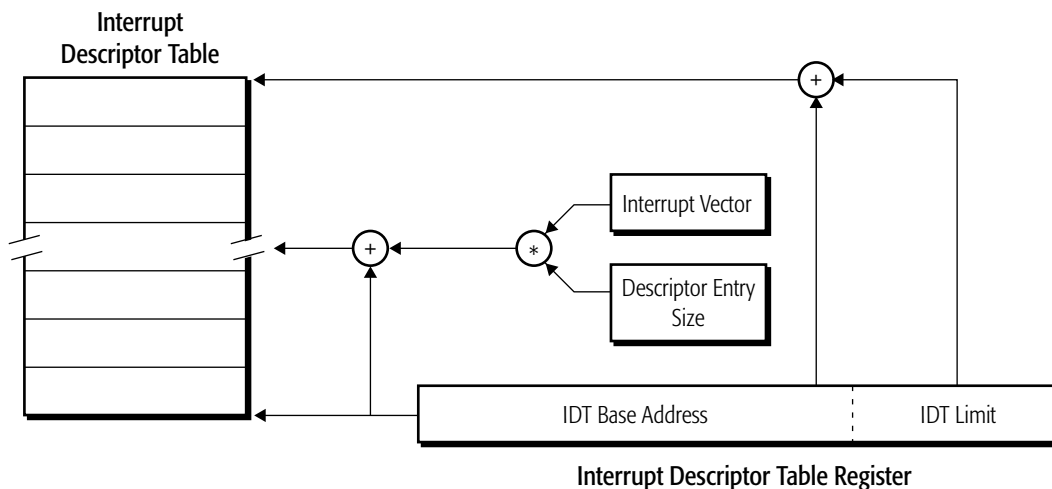 Interrupt
Descriptor Table
+
Interrupt Vector
+
*
Descriptor Entry
Size
IDT Base Address
IDT Limit
Interrupt Descriptor Table Register